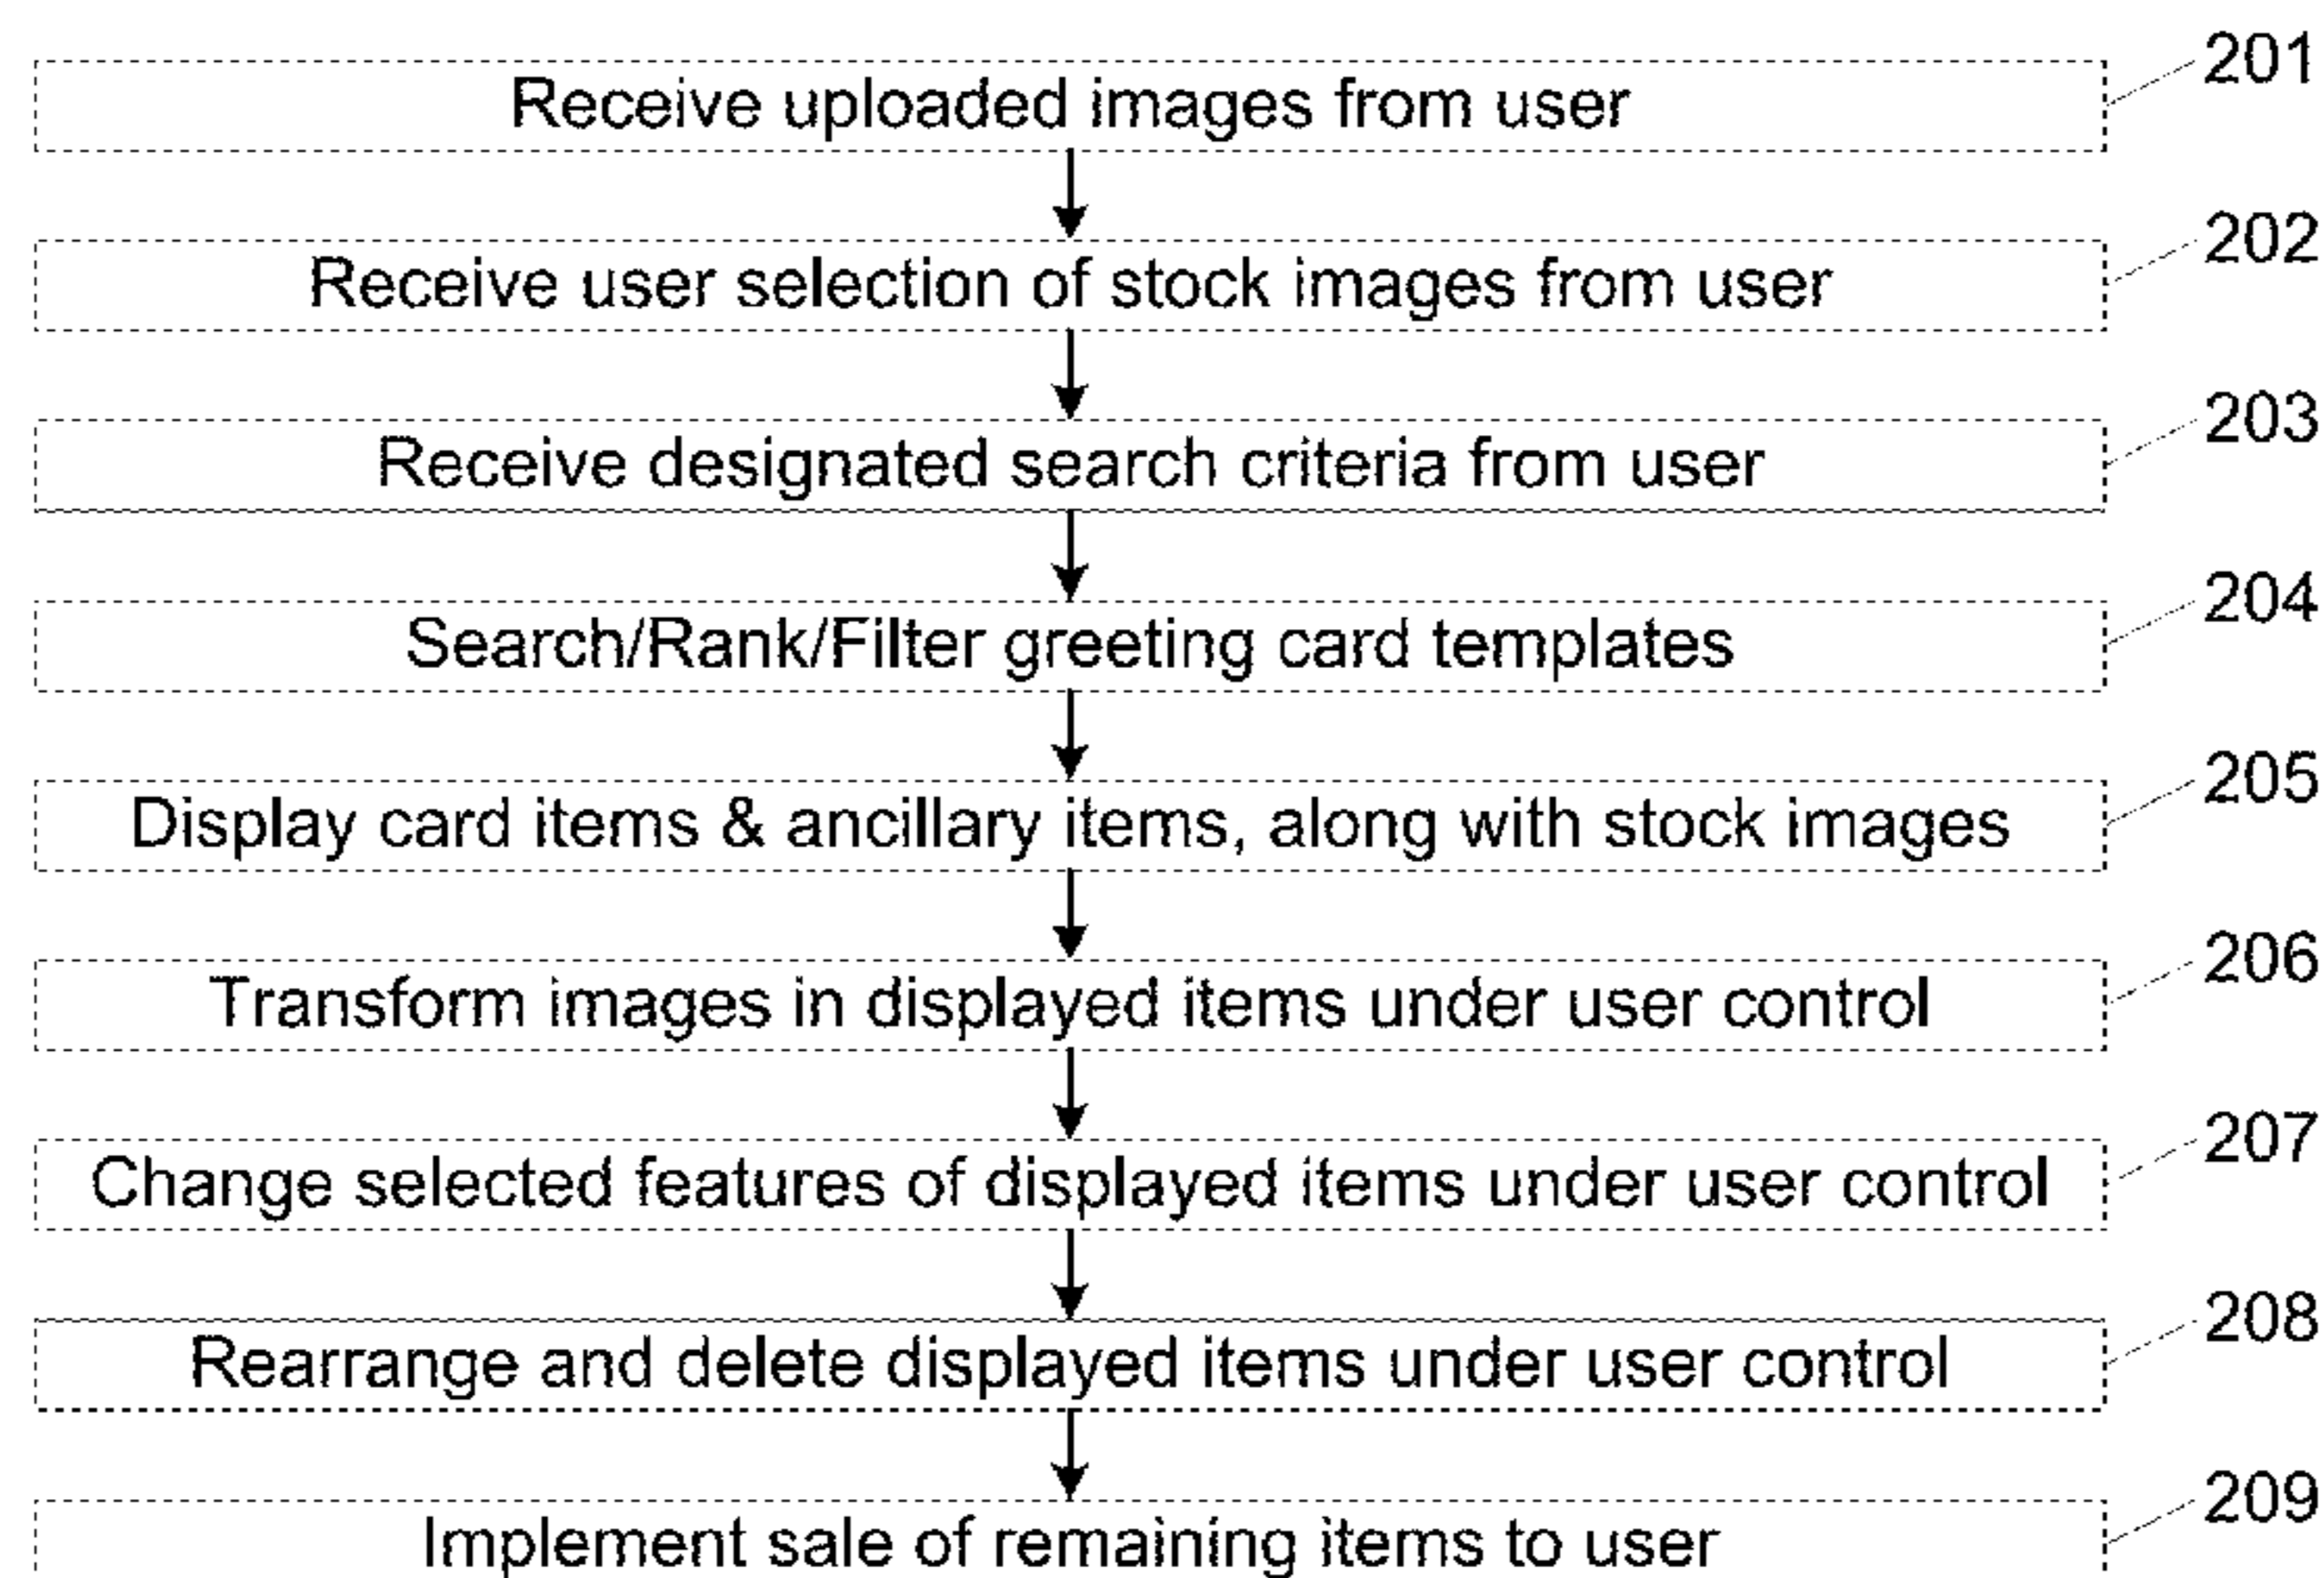 201
Receive uploaded images from user
202
Receive user selection of stock images from user
203
Receive designated search criteria from user
204
Search/Rank/Filter greeting card templates
205
Display card items & ancillary items, along with stock images
206
Transform images in displayed items under user control
207
Change selected features of displayed items under user control
208
Rearrange and delete displayed items under user control
209
Implement sale of remaining items to user